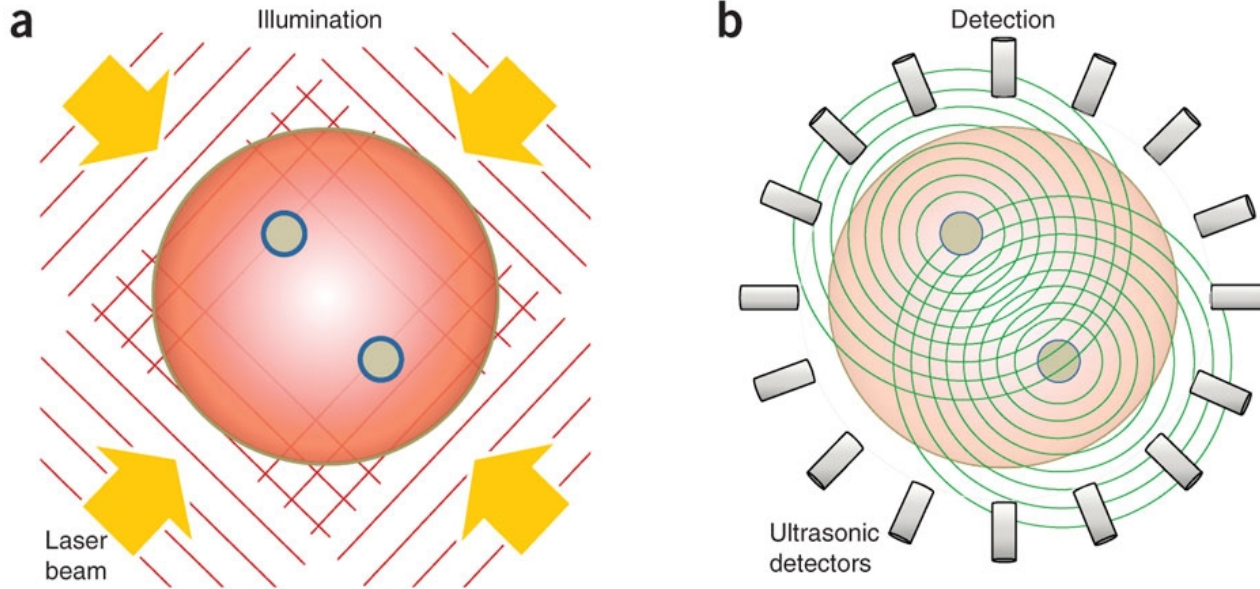 a
Illumination
Laser
beam
b
Detection
Ultrasonic
detectors